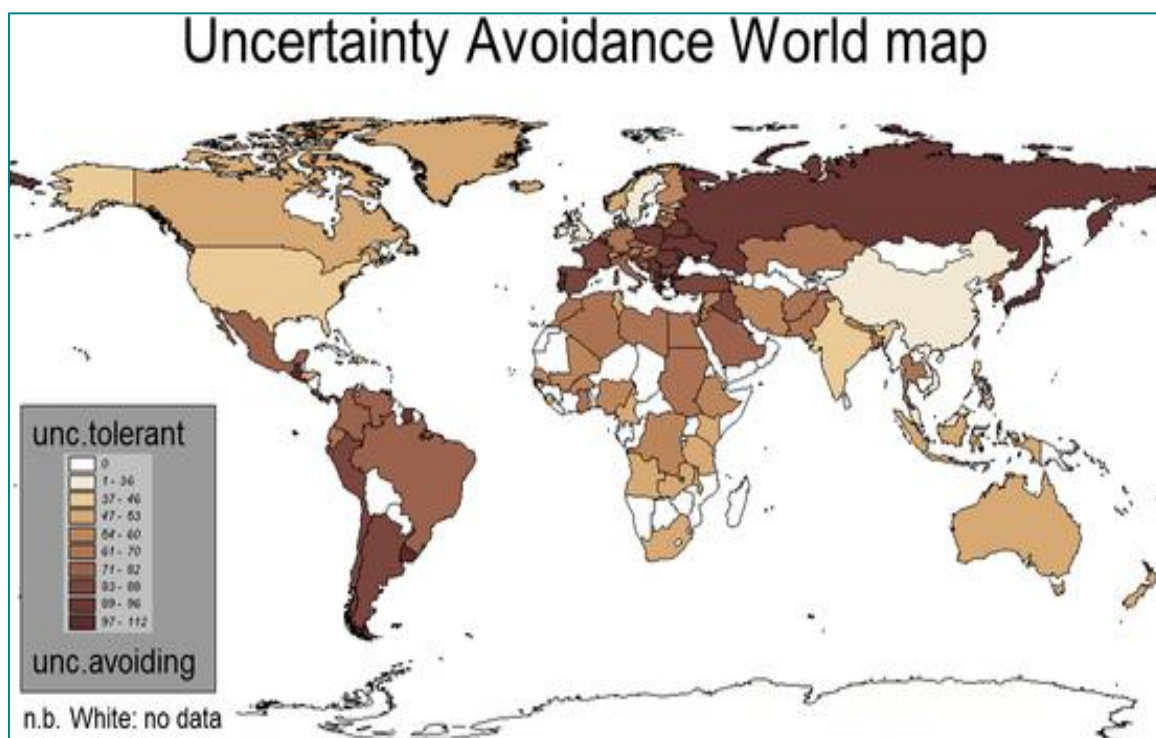 Uncertainty Avoidance World map
unc.tolerant
0
1 - 36
37 - 46
47 - 53
54 - 60
61 - 70
71 - 82
83 - 88
89 - 96
97 - 112
unc.avoiding
n.b. White: no data